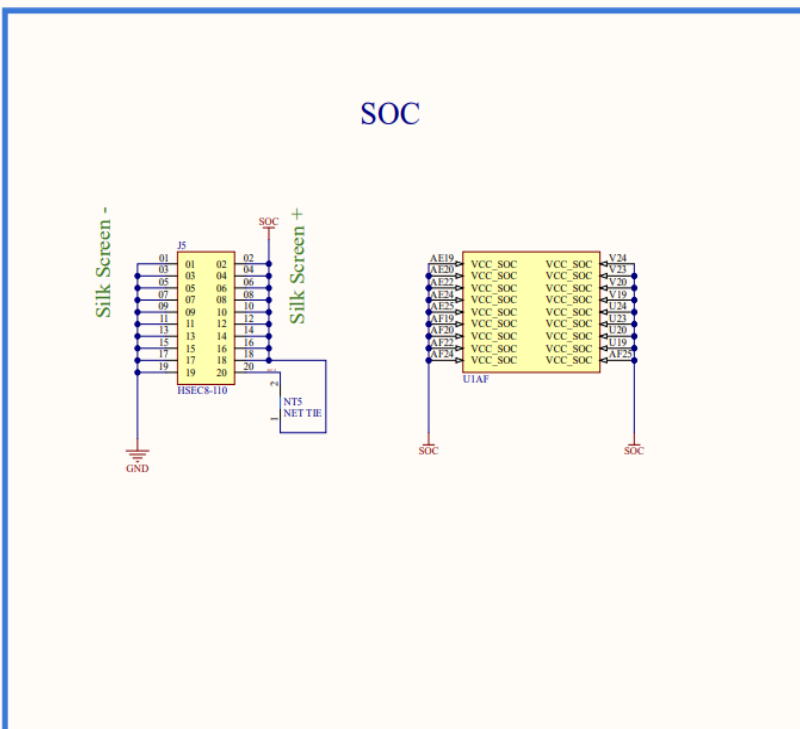 SOC
Silk Screen -
Silk Screen +
SOC
J5
01 01 02 02
03 03 04 04
05 05 06 06
07 07 08 08
09 09 10 10
11 11 12 12
13 13 14 14
15 15 16 16
17 17 18 18
19 19 20 20
HSEC8-110
2
NT5
NET TIE
1
GND
AE19 VCC_SOC VCC_SOC V24
AE20 VCC_SOC VCC_SOC V23
AE22 VCC_SOC VCC_SOC V20
AE24 VCC_SOC VCC_SOC V19
AE25 VCC_SOC VCC_SOC U24
AF19 VCC_SOC VCC_SOC U23
AF20 VCC_SOC VCC_SOC U20
AF22 VCC_SOC VCC_SOC U19
AF24 VCC_SOC VCC_SOC AF25
U1AF
SOC
SOC